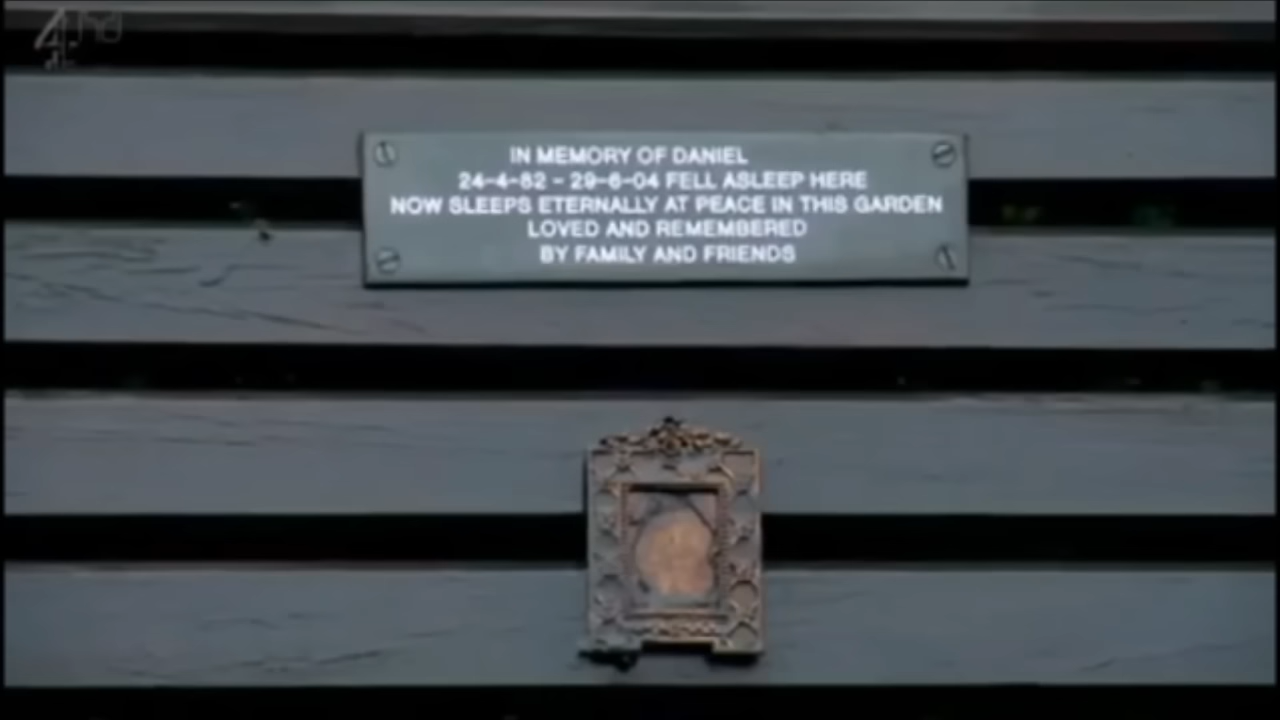 4hd
IN MEMORY OF DANIEL
24-4-82 - 29-6-04 FELL ASLEEP HERE
NOW SLEEPS ETERNALLY AT PEACE IN THIS GARDEN
LOVED AND REMEMBERED
BY FAMILY AND FRIENDS